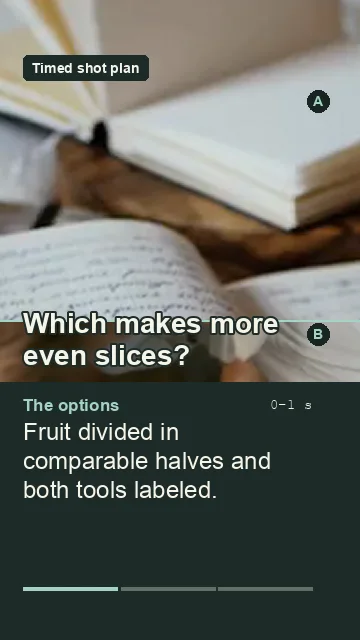 Timed shot plan
A
Which makes more
even slices?
B
The options
0–1 s
Fruit divided in
comparable halves and
both tools labeled.